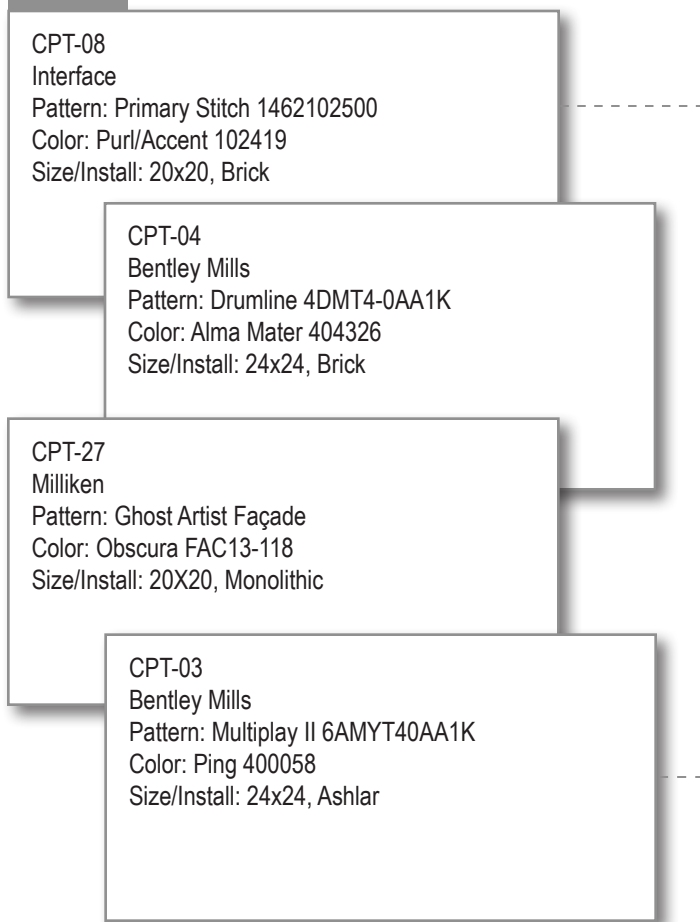 CPT-08
Interface
Pattern: Primary Stitch 1462102500
Color: Purl/Accent 102419
Size/Install: 20x20, Brick
CPT-04
Bentley Mills
Pattern: Drumline 4DMT4-0AA1K
Color: Alma Mater 404326
Size/Install: 24x24, Brick
CPT-27
Milliken
Pattern: Ghost Artist Façade
Color: Obscura FAC13-118
Size/Install: 20X20, Monolithic
CPT-03
Bentley Mills
Pattern: Multiplay II 6AMYT40AA1K
Color: Ping 400058
Size/Install: 24x24, Ashlar